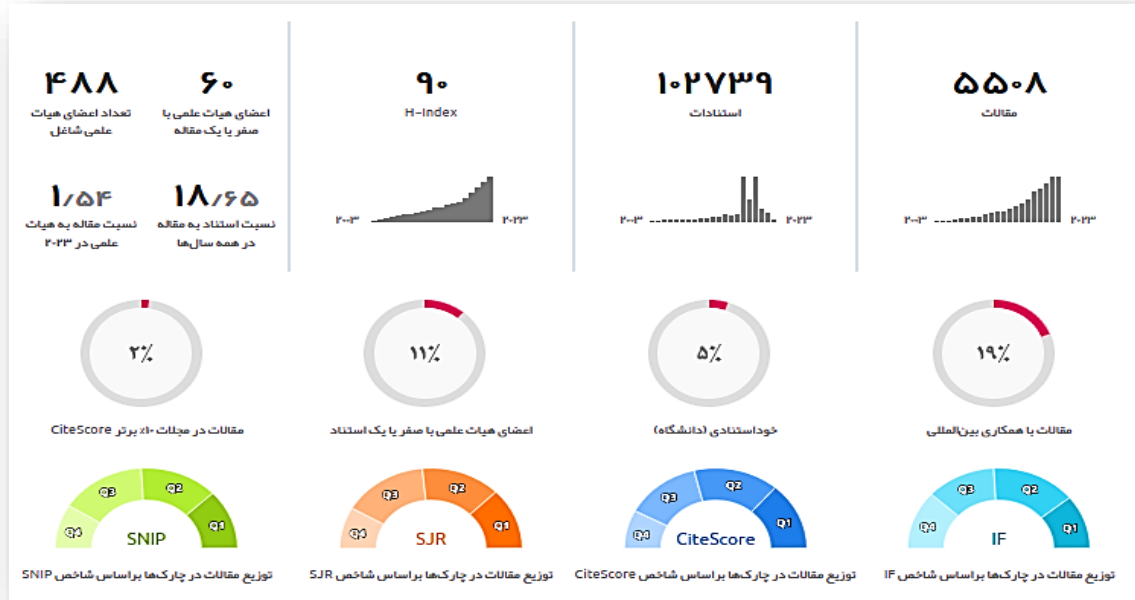 ۵۵۰۸
مقالات
۲۰۰۳
۲۰۲۳
۱۰۲۷۳۹
استنادات
۲۰۰۳
۲۰۲۳
۹۰
H-Index
۲۰۰۳
۲۰۲۳
۶۰
اعضای هیات علمی با
صفر یا یک مقاله
۴۸۸
تعداد اعضای هیات
علمی شاغل
۱۸/۶۵
نسبت استناد به مقاله
در همه سال‌ها
۱/۵۴
نسبت مقاله به هیات
علمی در ۲۰۲۳
۱۹٪
مقالات با همکاری بین‌المللی
۵٪
خوداستنادی (دانشگاه)
۱۱٪
اعضای هیات علمی با صفر یا یک استناد
۲٪
مقالات در مجلات ۱۰٪ برتر CiteScore
Q4
Q3
Q2
Q1
IF
توزیع مقالات در چارک‌ها براساس شاخص IF
Q4
Q3
Q2
Q1
CiteScore
توزیع مقالات در چارک‌ها براساس شاخص CiteScore
Q4
Q3
Q2
Q1
SJR
توزیع مقالات در چارک‌ها براساس شاخص SJR
Q4
Q3
Q2
Q1
SNIP
توزیع مقالات در چارک‌ها براساس شاخص SNIP